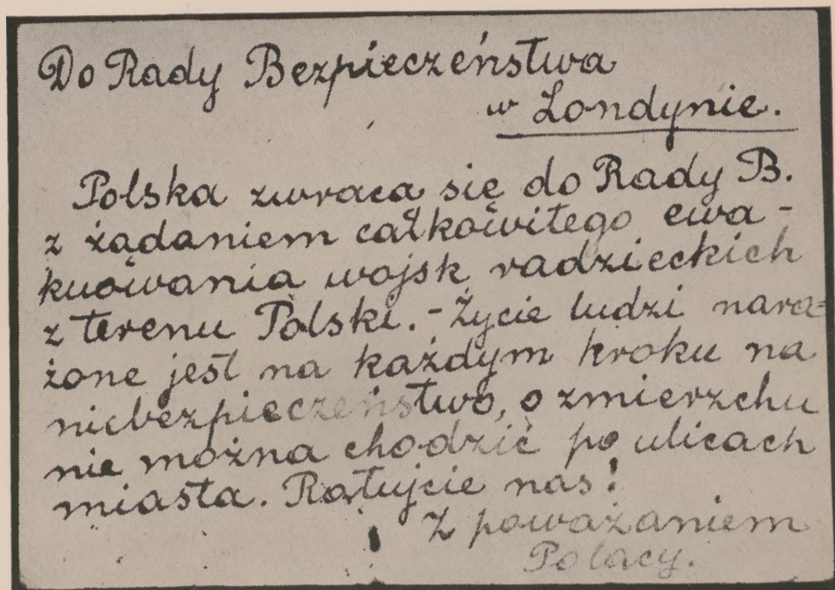 Do Rady Bezpieczeństwa
w Londynie.
Polska zwraca się do Rady B.
z żądaniem całkowitego ewa-
kuowania wojsk radzieckich
z terenu Polski. - Życie ludzi nara=
żone jest na każdym kroku na
niebezpieczeństwo, o zmierzchu
nie można chodzić po ulicach
miasta. Ratujcie nas!
Z poważaniem
Polacy.